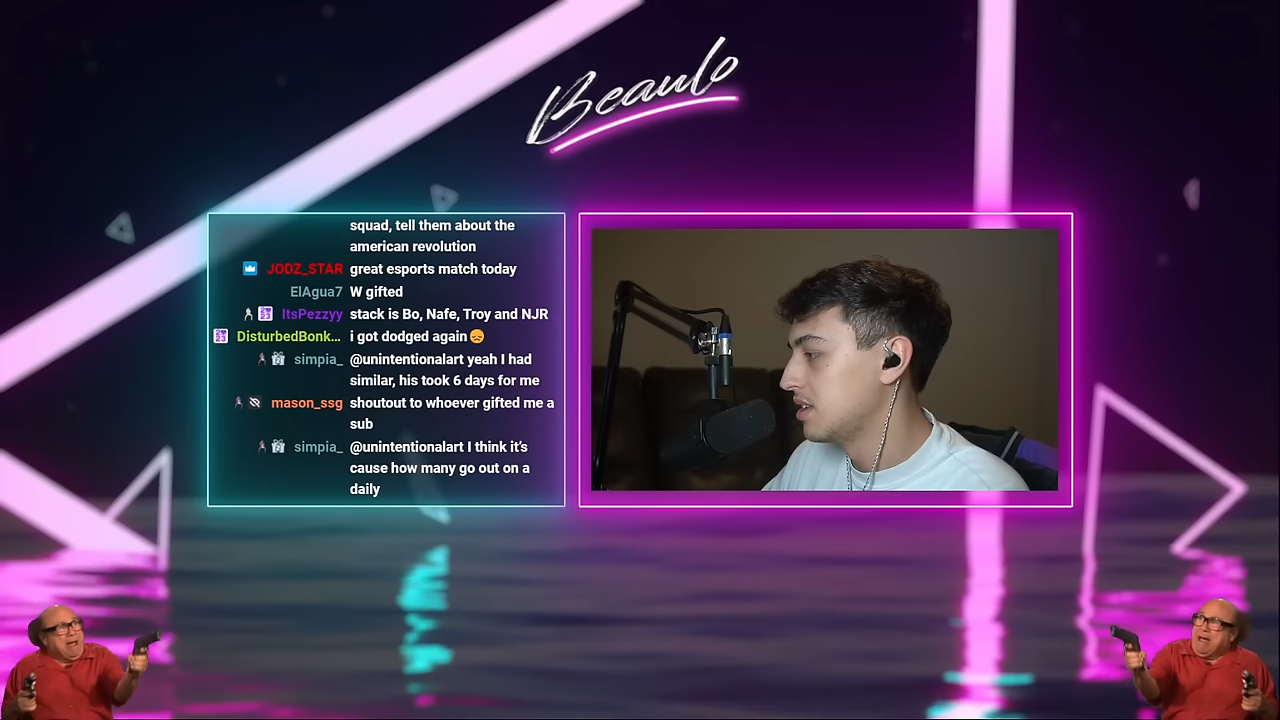 Beaulo
squad, tell them about the
american revolution
JODZ_STAR great esports match today
ElAgua7 W gifted
ItsPezzyy stack is Bo, Nafe, Troy and NJR
DisturbedBonk... i got dodged again😞
simpia_ @unintentionalart yeah I had
similar, his took 6 days for me
mason_ssg shoutout to whoever gifted me a
sub
simpia_ @unintentionalart I think it's
cause how many go out on a
daily